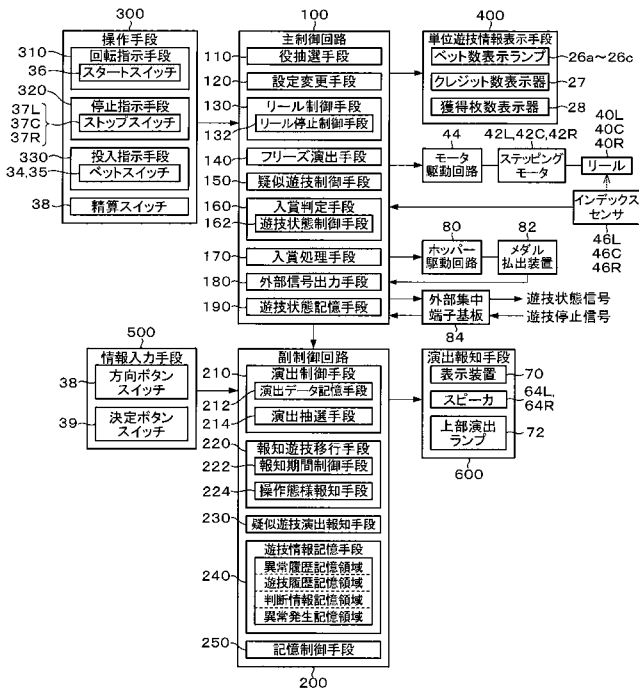 300
操作手段
310
回転指示手段
36
スタートスイッチ
320
停止指示手段
37L
37C
37R
ストップスイッチ
330
投入指示手段
34,35
ベットスイッチ
38
精算スイッチ
100
主制御回路
110
役抽選手段
120
設定変更手段
130
リール制御手段
132
リール停止制御手段
140
フリーズ演出手段
150
疑似遊技制御手段
160
入賞判定手段
162
遊技状態制御手段
170
入賞処理手段
180
外部信号出力手段
190
遊技状態記憶手段
400
単位遊技情報表示手段
ベット数表示ランプ
26a～26c
クレジット数表示器
27
獲得枚数表示器
28
44
モータ
駆動回路
42L,42C,42R
ステッピング
モータ
40L
40C
40R
リール
インデックス
センサ
46L
46C
46R
80
ホッパー
駆動回路
82
メダル
払出装置
外部集中
端子基板
84
遊技状態信号
遊技停止信号
500
情報入力手段
38
方向ボタン
スイッチ
39
決定ボタン
スイッチ
副制御回路
210
演出制御手段
212
演出データ記憶手段
214
演出抽選手段
220
報知遊技移行手段
222
報知期間制御手段
224
操作態様報知手段
230
疑似遊技演出報知手段
240
遊技情報記憶手段
異常履歴記憶領域
遊技履歴記憶領域
判断情報記憶領域
異常発生記憶領域
250
記憶制御手段
200
演出報知手段
表示装置
70
スピーカ
64L,
64R
上部演出
ランプ
72
600